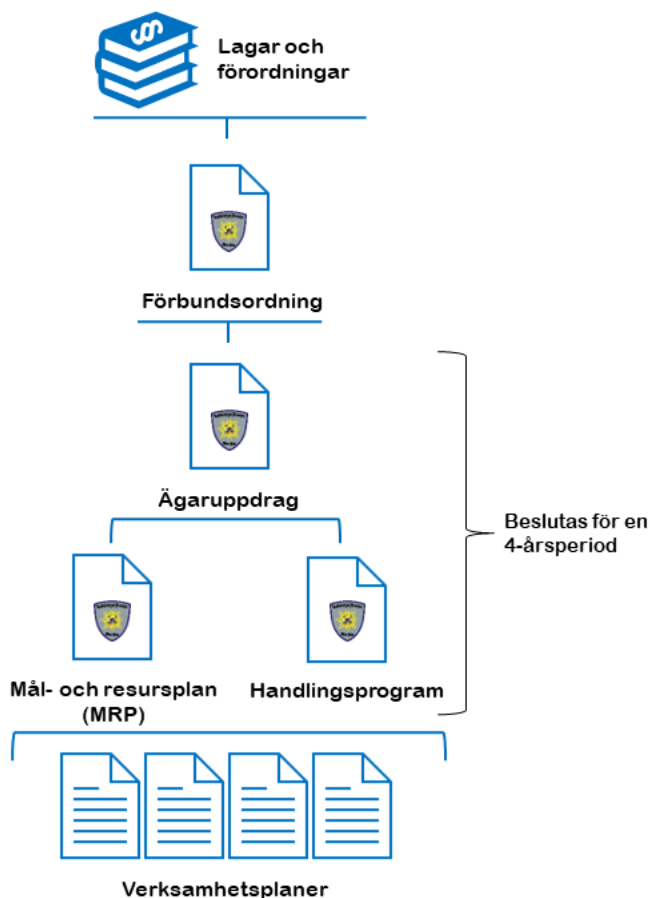 §
Lagar och
förordningar
Förbundsordning
Ägaruppdrag
Beslutas för en
4-årsperiod
Mål- och resursplan
(MRP)
Handlingsprogram
Verksamhetsplaner